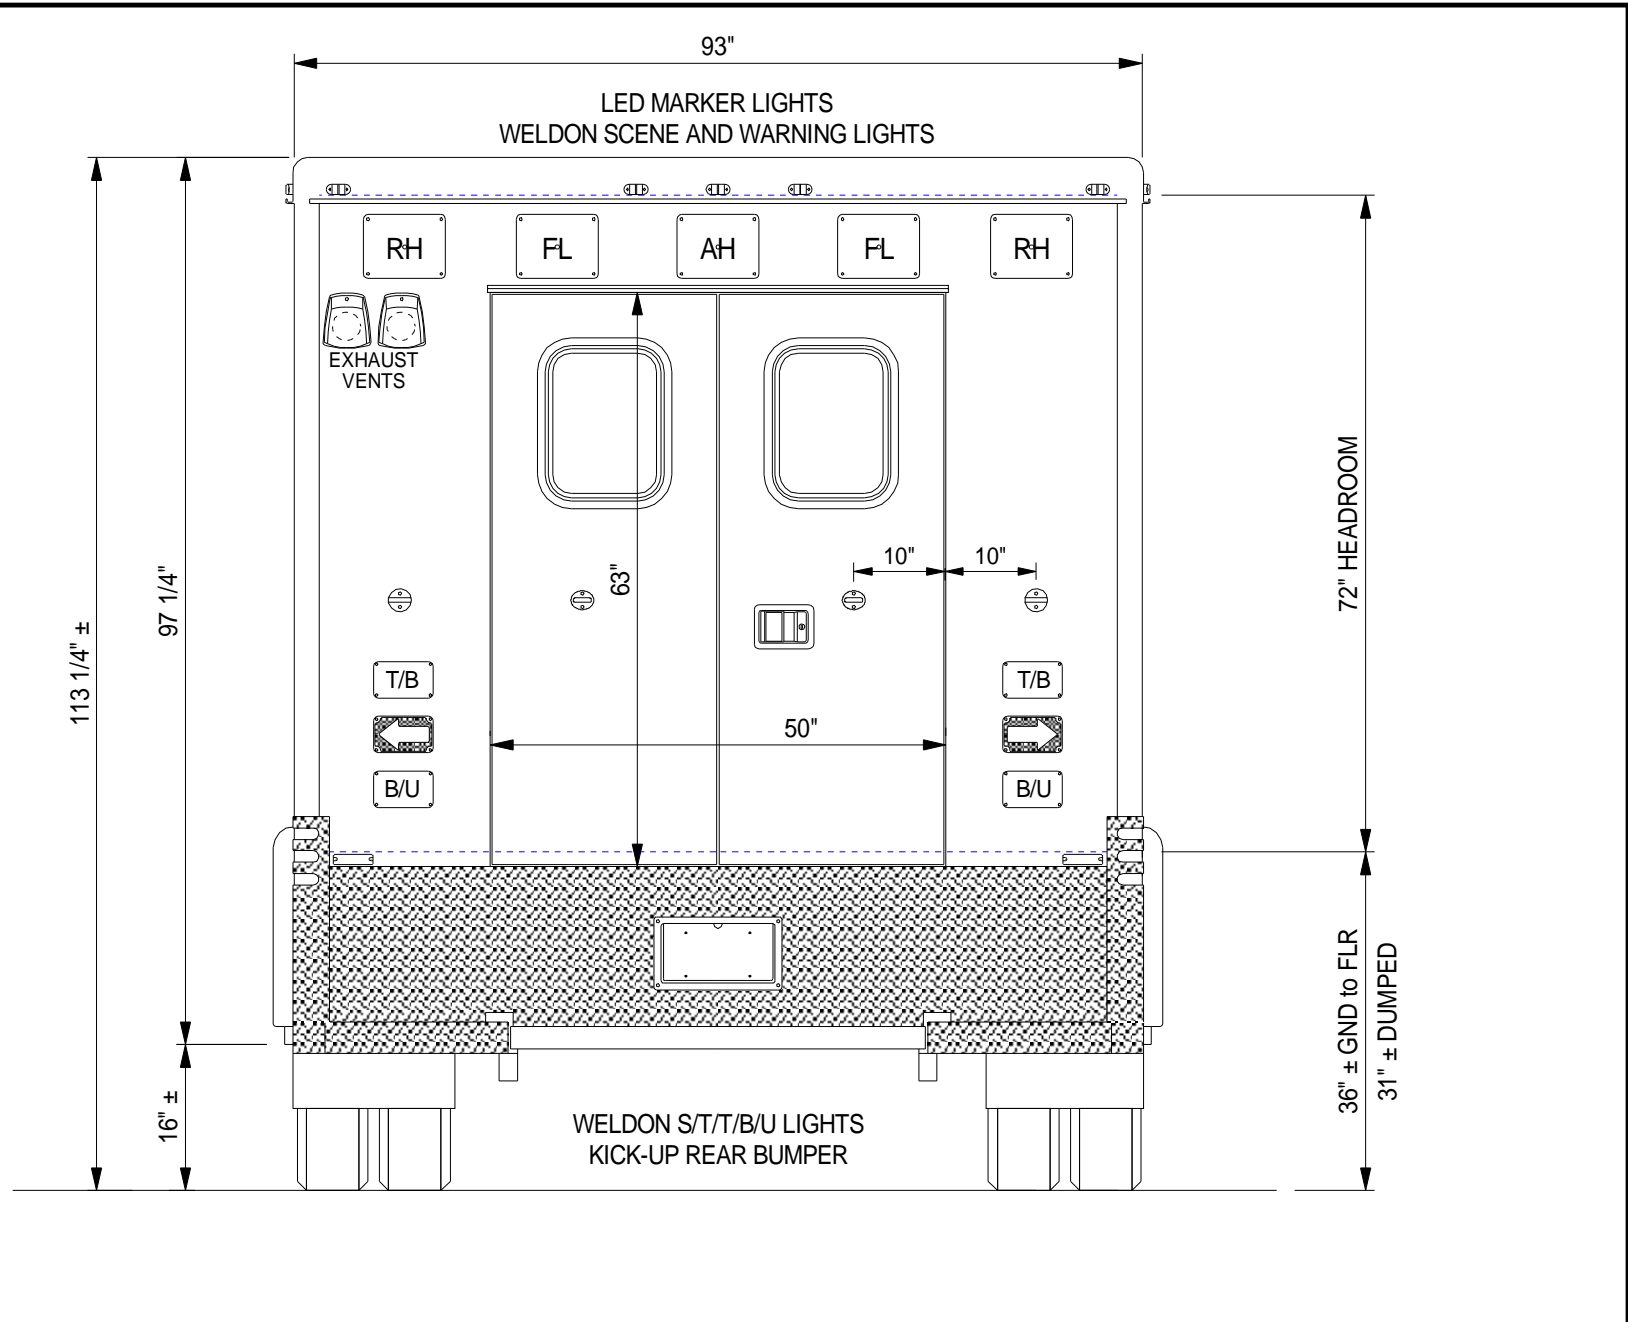 93"
LED MARKER LIGHTS
WELDON SCENE AND WARNING LIGHTS
RH
FL
AH
FL
RH
EXHAUST
VENTS
113 1/4" ±
97 1/4"
63"
10"
10"
72" HEADROOM
T/B
T/B
50"
B/U
B/U
16" ±
36" ± GND to FLR
31" ± DUMPED
WELDON S/T/T/B/U LIGHTS
KICK-UP REAR BUMPER